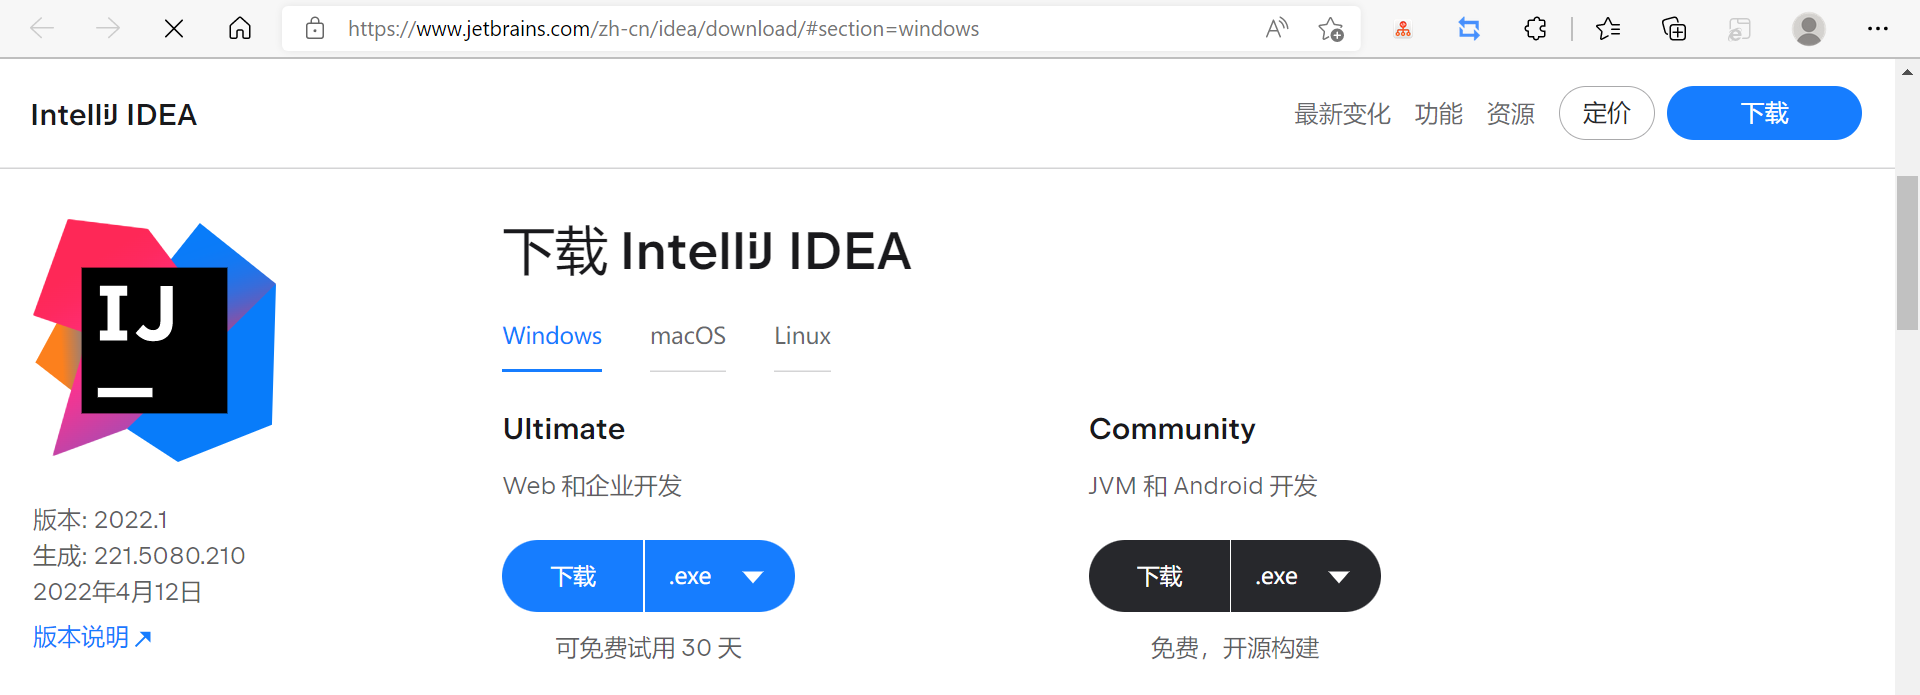 https://www.jetbrains.com/zh-cn/idea/download/#section=windows
IntelliJ IDEA
最新变化 功能 资源 定价 下载
IJ
下载 IntelliJ IDEA
Windows macOS Linux
Ultimate
Web 和企业开发
下载 .exe
可免费试用 30 天
Community
JVM 和 Android 开发
下载 .exe
免费，开源构建
版本: 2022.1
生成: 221.5080.210
2022年4月12日
版本说明